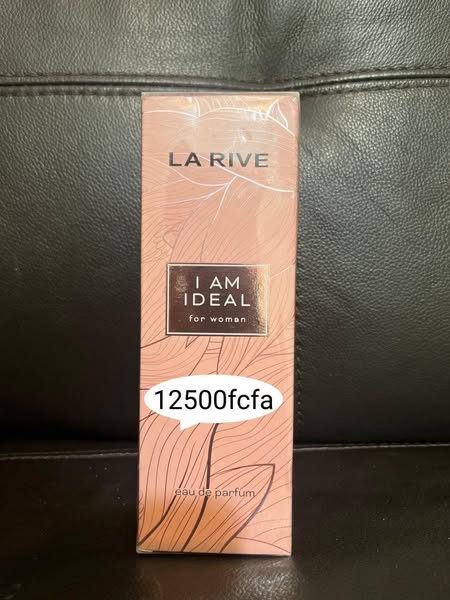 LA RIVE
I AM
IDEAL
for woman
12500fcfa
eau de parfum